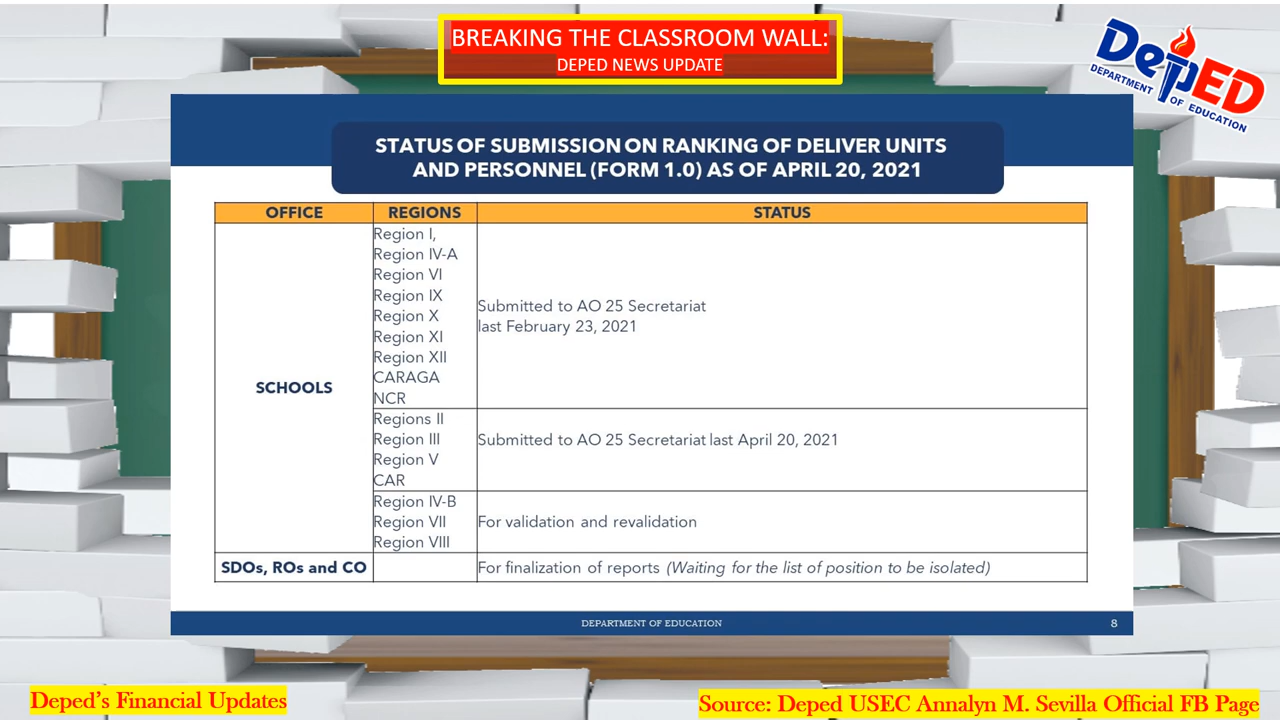 BREAKING THE CLASSROOM WALL:
DEPED NEWS UPDATE
DepED
DEPARTMENT OF EDUCATION
STATUS OF SUBMISSION ON RANKING OF DELIVER UNITS
AND PERSONNEL (FORM 1.0) AS OF APRIL 20, 2021
OFFICE REGIONS STATUS
SCHOOLS
Region I,
Region IV-A
Region VI
Region IX
Region X
Region XI
Region XII
CARAGA
NCR
Submitted to AO 25 Secretariat
last February 23, 2021
Regions II
Region III
Region V
CAR
Submitted to AO 25 Secretariat last April 20, 2021
Region IV-B
Region VII
Region VIII
For validation and revalidation
SDOs, ROs and CO For finalization of reports (Waiting for the list of position to be isolated)
DEPARTMENT OF EDUCATION 8
Deped's Financial Updates
Source: Deped USEC Annalyn M. Sevilla Official FB Page